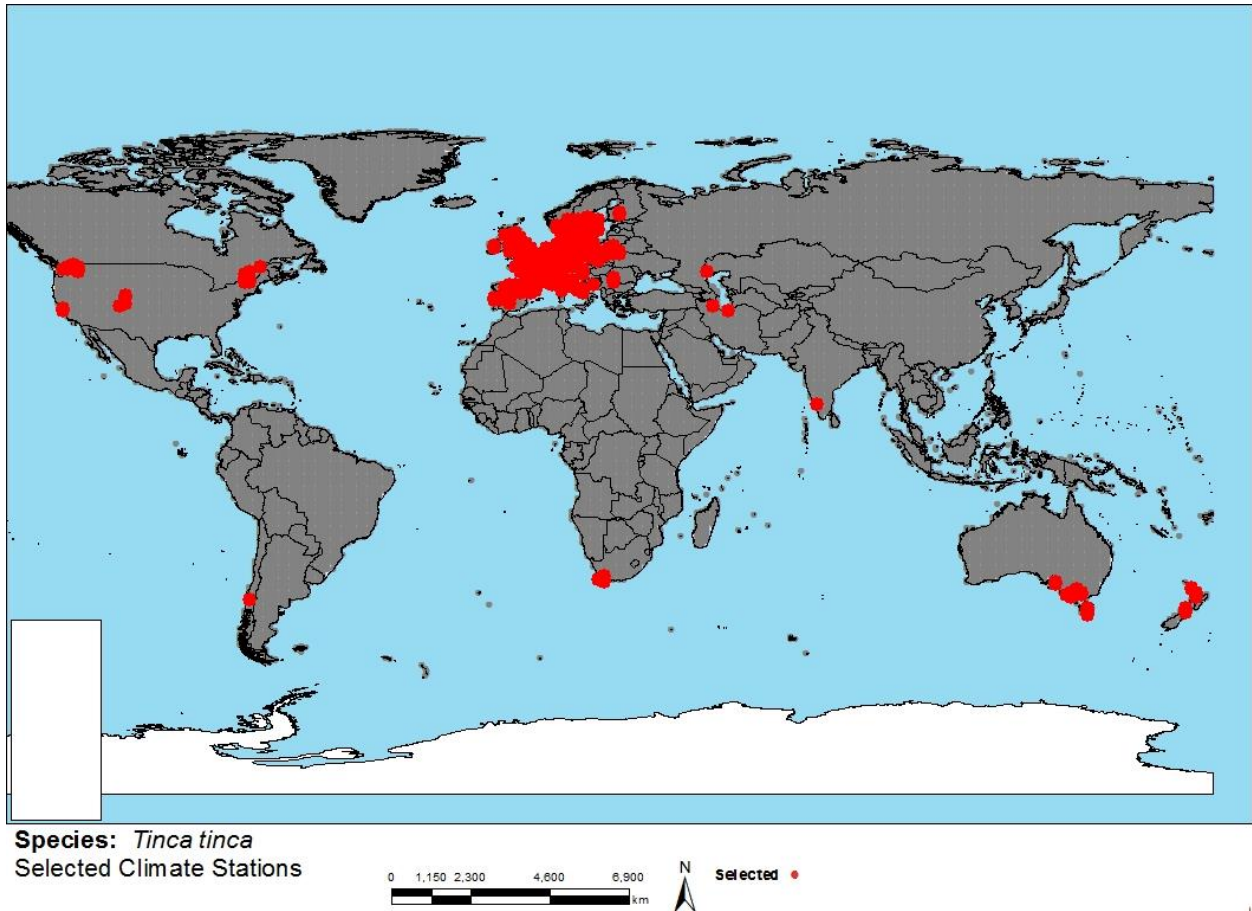 Species: Tinca tinca
Selected Climate Stations
0 1,150 2,300 4,600 6,900
km
N
Selected